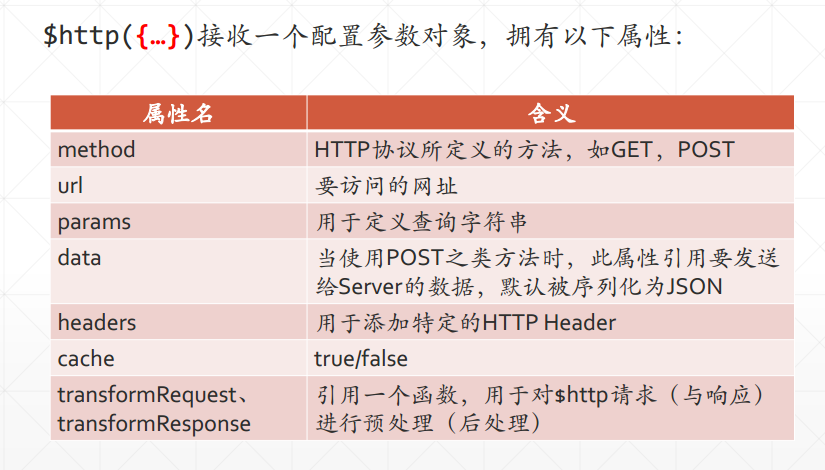 $http({…})接收一个配置参数对象，拥有以下属性：
属性名 含义
method HTTP协议所定义的方法，如GET，POST
url 要访问的网址
params 用于定义查询字符串
data 当使用POST之类方法时，此属性引用要发送
给Server的数据，默认被序列化为JSON
headers 用于添加特定的HTTP Header
cache true/false
transformRequest、 引用一个函数，用于对$http请求（与响应）
transformResponse 进行预处理（后处理）